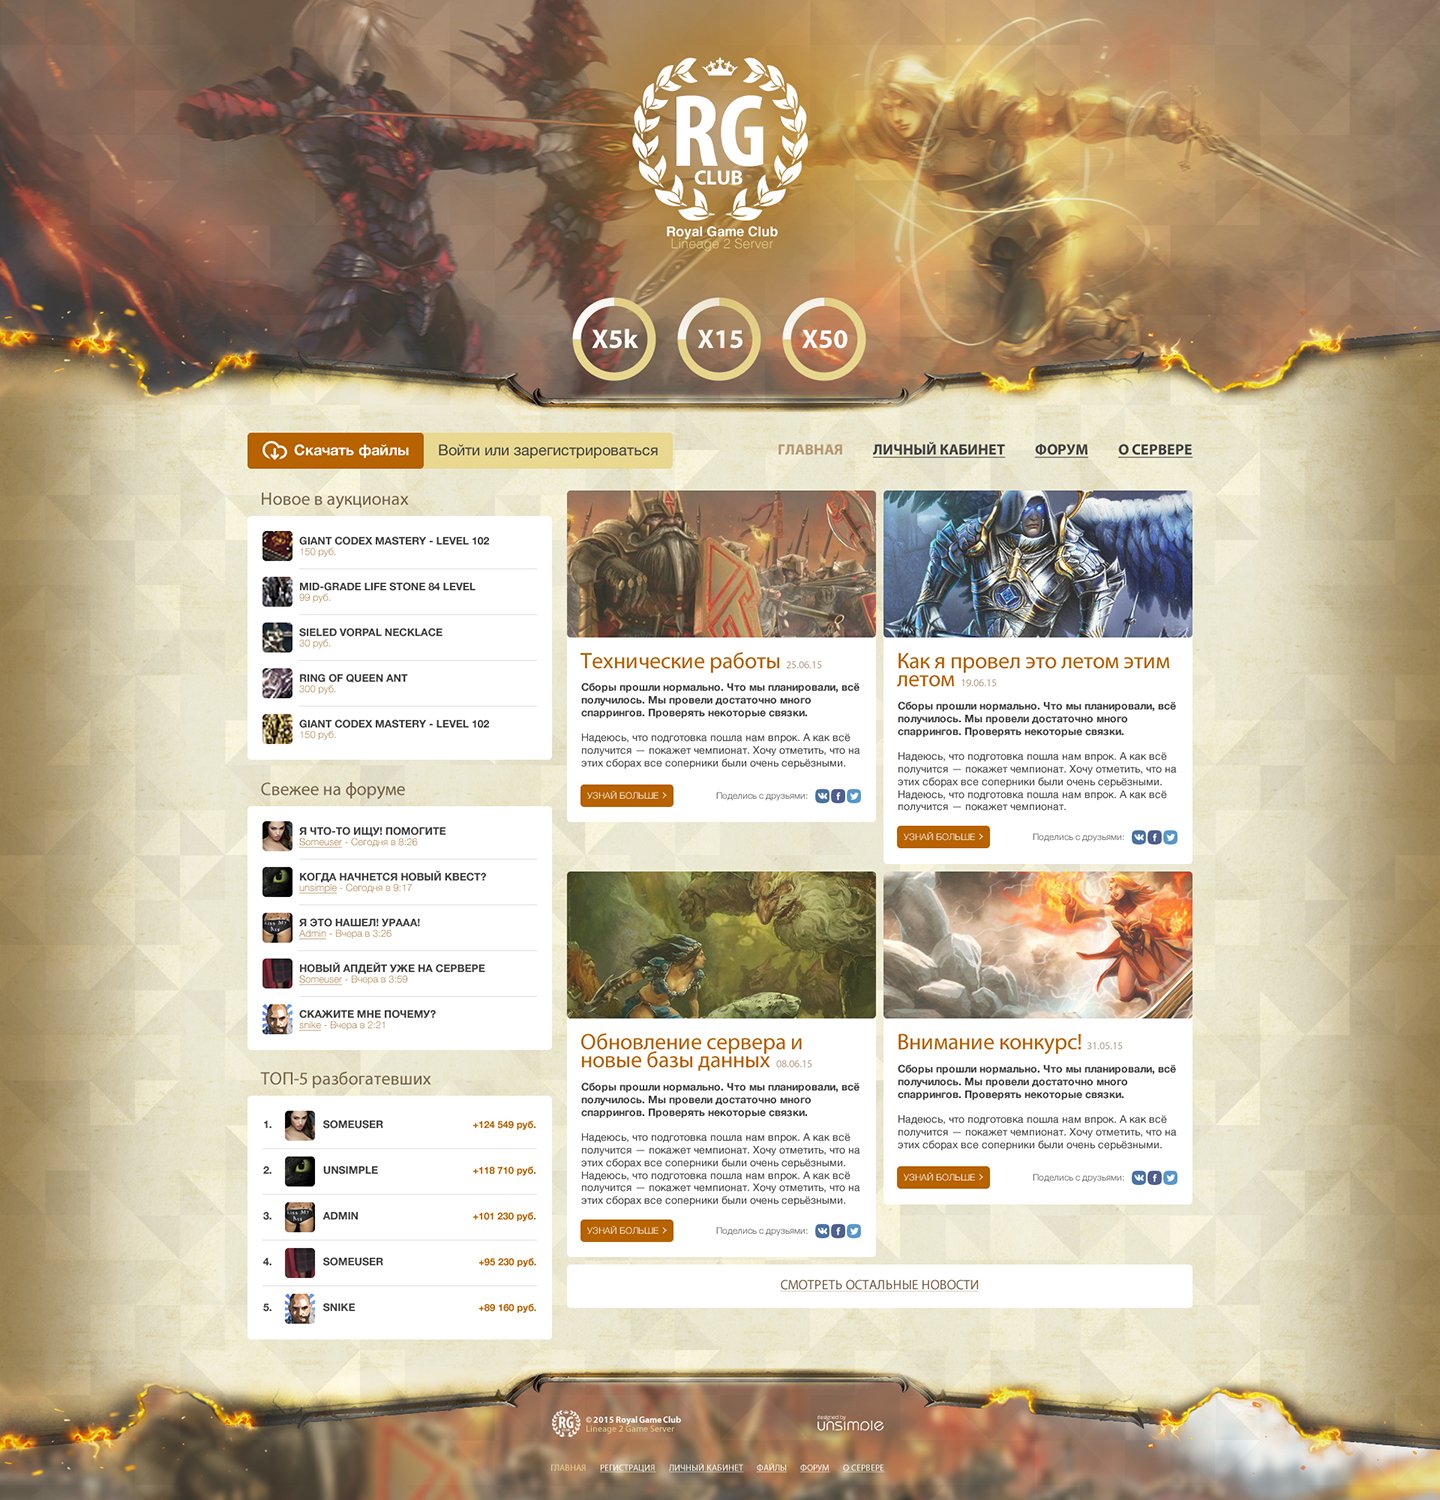 RG
CLUB
Royal Game Club
Lineage 2 Server
X5k
X15
X50
Скачать файлы
Войти или зарегистрироваться
ГЛАВНАЯ
ЛИЧНЫЙ КАБИНЕТ
ФОРУМ
О СЕРВЕРЕ
Новое в аукционах
GIANT CODEX MASTERY - LEVEL 102
150 руб.
MID-GRADE LIFE STONE 84 LEVEL
99 руб.
SIELED VORPAL NECKLACE
30 руб.
RING OF QUEEN ANT
300 руб.
GIANT CODEX MASTERY - LEVEL 102
150 руб.
Свежее на форуме
Я ЧТО-ТО ИЩУ! ПОМОГИТЕ
Someuser - Сегодня в 8:26
КОГДА НАЧНЕТСЯ НОВЫЙ КВЕСТ?
unsimple - Сегодня в 9:17
Я ЭТО НАШЕЛ! УРААА!
Admin - Вчера в 3:26
НОВЫЙ АПДЕЙТ УЖЕ НА СЕРВЕРЕ
Someuser - Вчера в 3:59
СКАЖИТЕ МНЕ ПОЧЕМУ?
snike - Вчера в 2:21
ТОП-5 разбогатевших
1. SOMEUSER +124 549 руб.
2. UNSIMPLE +118 710 руб.
3. ADMIN +101 230 руб.
4. SOMEUSER +95 230 руб.
5. SNIKE +89 160 руб.
Технические работы 25.06.15
Сборы прошли нормально. Что мы планировали, всё
получилось. Мы провели достаточно много
спаррингов. Проверять некоторые связки.
Надеюсь, что подготовка пошла нам впрок. А как всё
получится — покажет чемпионат. Хочу отметить, что на
этих сборах все соперники были очень серьёзными.
УЗНАЙ БОЛЬШЕ
Поделись с друзьями:
Как я провел это летом этим
летом 19.06.15
Сборы прошли нормально. Что мы планировали, всё
получилось. Мы провели достаточно много
спаррингов. Проверять некоторые связки.
Надеюсь, что подготовка пошла нам впрок. А как всё
получится — покажет чемпионат. Хочу отметить, что на
этих сборах все соперники были очень серьёзными.
Надеюсь, что подготовка пошла нам впрок. А как всё
получится — покажет чемпионат.
УЗНАЙ БОЛЬШЕ
Поделись с друзьями:
Обновление сервера и
новые базы данных 08.06.15
Сборы прошли нормально. Что мы планировали, всё
получилось. Мы провели достаточно много
спаррингов. Проверять некоторые связки.
Надеюсь, что подготовка пошла нам впрок. А как всё
получится — покажет чемпионат. Хочу отметить, что на
этих сборах все соперники были очень серьёзными.
Надеюсь, что подготовка пошла нам впрок. А как всё
получится — покажет чемпионат. Хочу отметить, что на
этих сборах все соперники были очень серьёзными.
УЗНАЙ БОЛЬШЕ
Поделись с друзьями:
Внимание конкурс! 31.05.15
Сборы прошли нормально. Что мы планировали, всё
получилось. Мы провели достаточно много
спаррингов. Проверять некоторые связки.
Надеюсь, что подготовка пошла нам впрок. А как всё
получится — покажет чемпионат. Хочу отметить, что на
этих сборах все соперники были очень серьёзными.
УЗНАЙ БОЛЬШЕ
Поделись с друзьями:
СМОТРЕТЬ ОСТАЛЬНЫЕ НОВОСТИ
RG
© 2015 Royal Game Club
Lineage 2 Game Server
designed by
unsimple
ГЛАВНАЯ
РЕГИСТРАЦИЯ
ЛИЧНЫЙ КАБИНЕТ
ФАЙЛЫ
ФОРУМ
О СЕРВЕРЕ